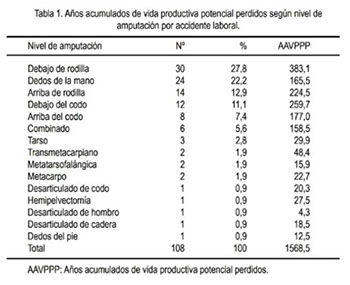 Tabla 1. Años acumulados de vida productiva potencial perdidos según nivel de
amputación por accidente laboral.
Nivel de amputación Nº % AAVPPP
Debajo de rodilla 30 27,8 383,1
Dedos de la mano 24 22,2 165,5
Arriba de rodilla 14 12,9 224,5
Debajo del codo 12 11,1 259,7
Arriba del codo 8 7,4 177,0
Combinado 6 5,6 158,5
Tarso 3 2,8 29,9
Transmetacarpiano 2 1,9 48,4
Metatarsofalángica 2 1,9 15,9
Metacarpo 2 1,9 22,7
Desarticulado de codo 1 0,9 20,3
Hemipelvectomía 1 0,9 27,5
Desarticulado de hombro 1 0,9 4,3
Desarticulado de cadera 1 0,9 18,5
Dedos del pie 1 0,9 12,5
Total 108 100 1568,5
AAVPPP: Años acumulados de vida productiva potencial perdidos.